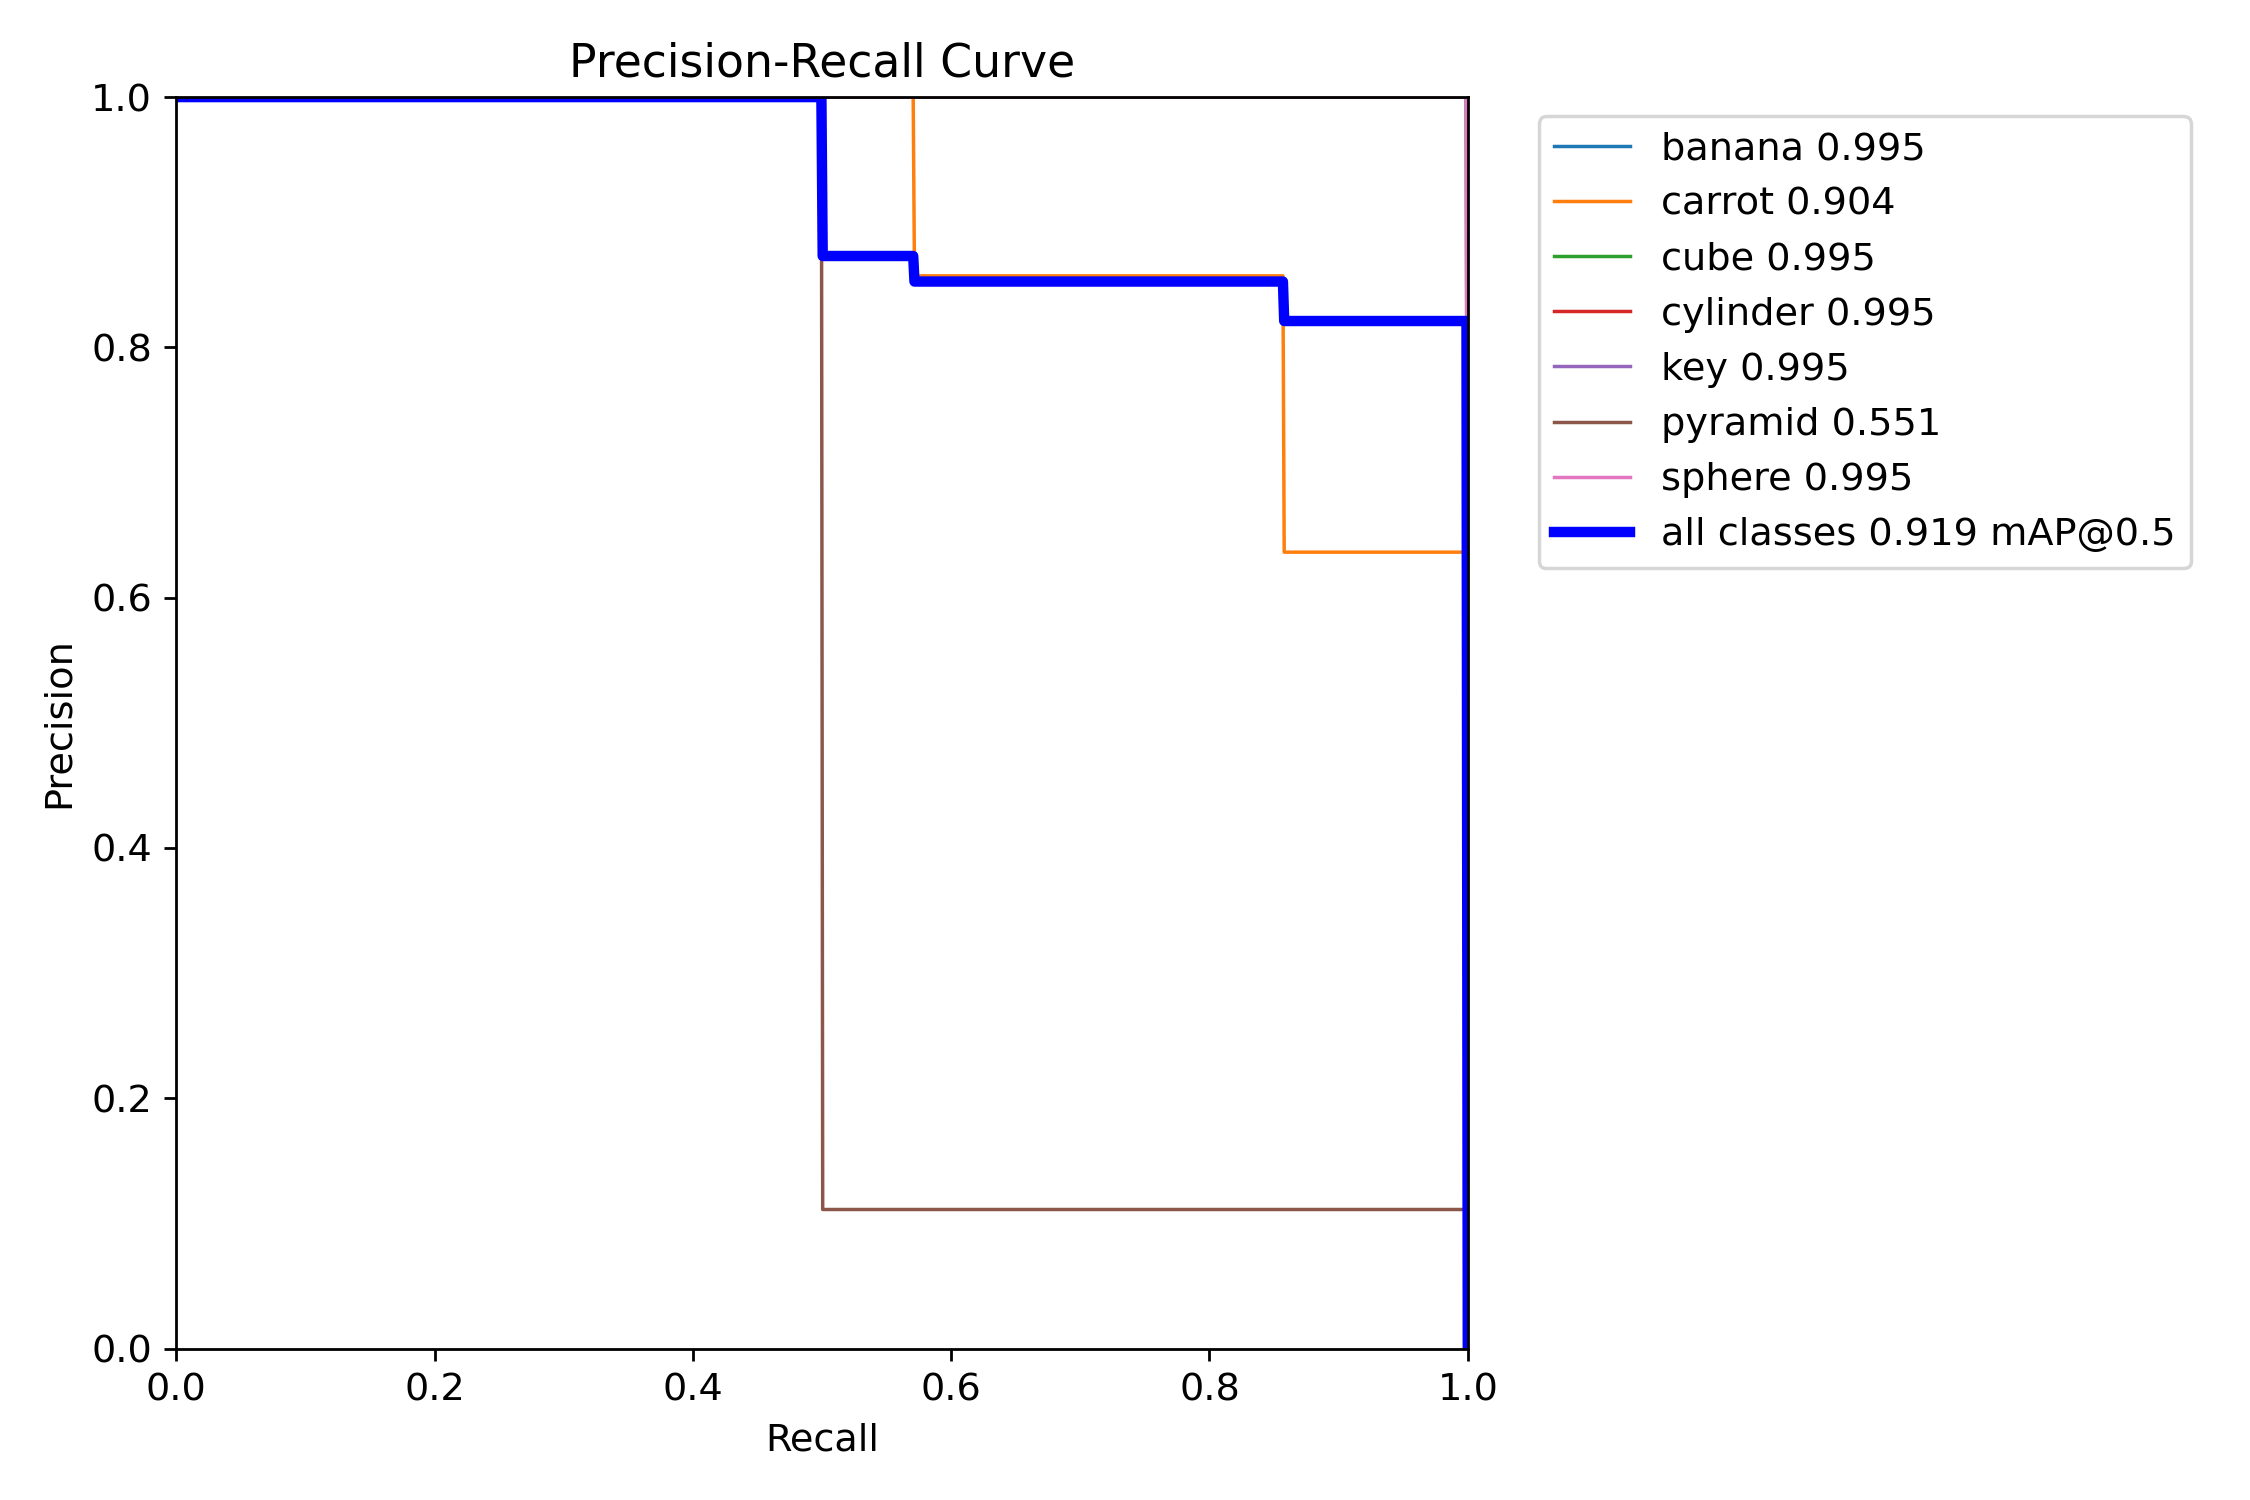 Precision-Recall Curve
1.0
0.8
0.6
0.4
0.2
0.0
Precision
0.0 0.2 0.4 0.6 0.8 1.0
Recall
banana 0.995
carrot 0.904
cube 0.995
cylinder 0.995
key 0.995
pyramid 0.551
sphere 0.995
all classes 0.919 mAP@0.5